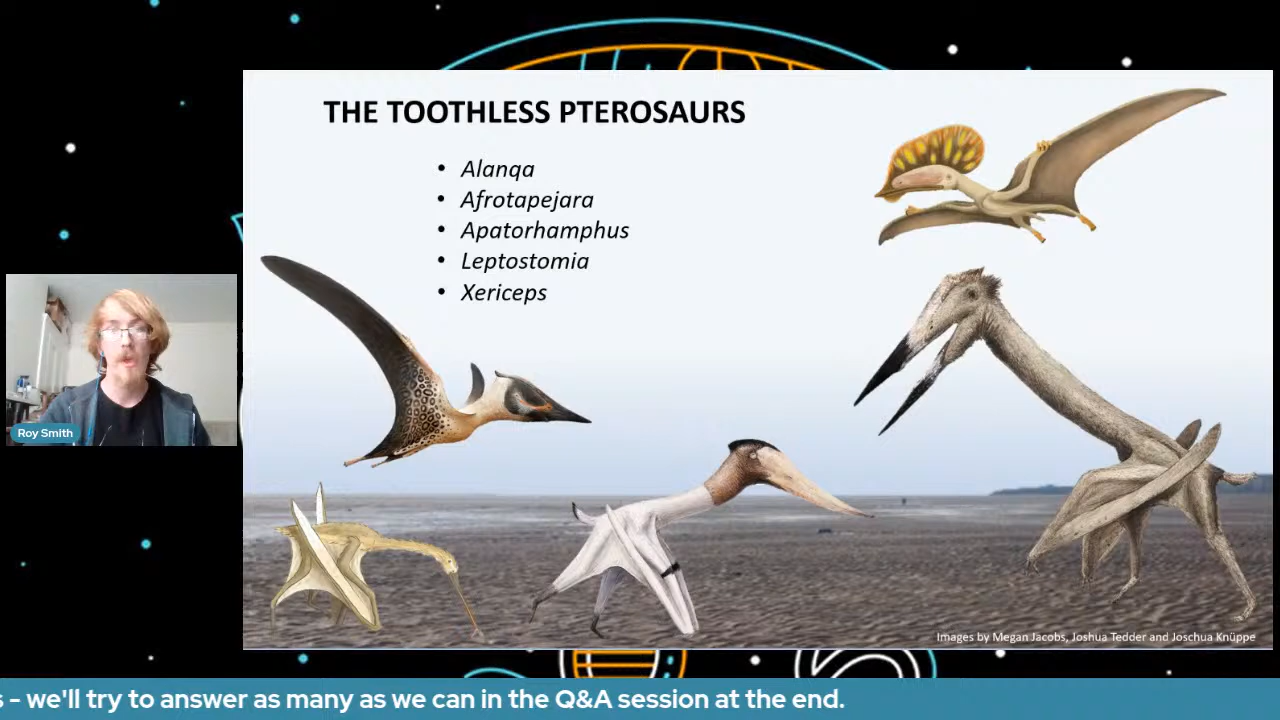 THE TOOTHLESS PTEROSAURS
• Alanqa
• Afrotapejara
• Apatorhamphus
• Leptostomia
• Xericeps
Roy Smith
Images by Megan Jacobs, Joshua Tedder and Joschua Knüppe
s - we'll try to answer as many as we can in the Q&A session at the end.